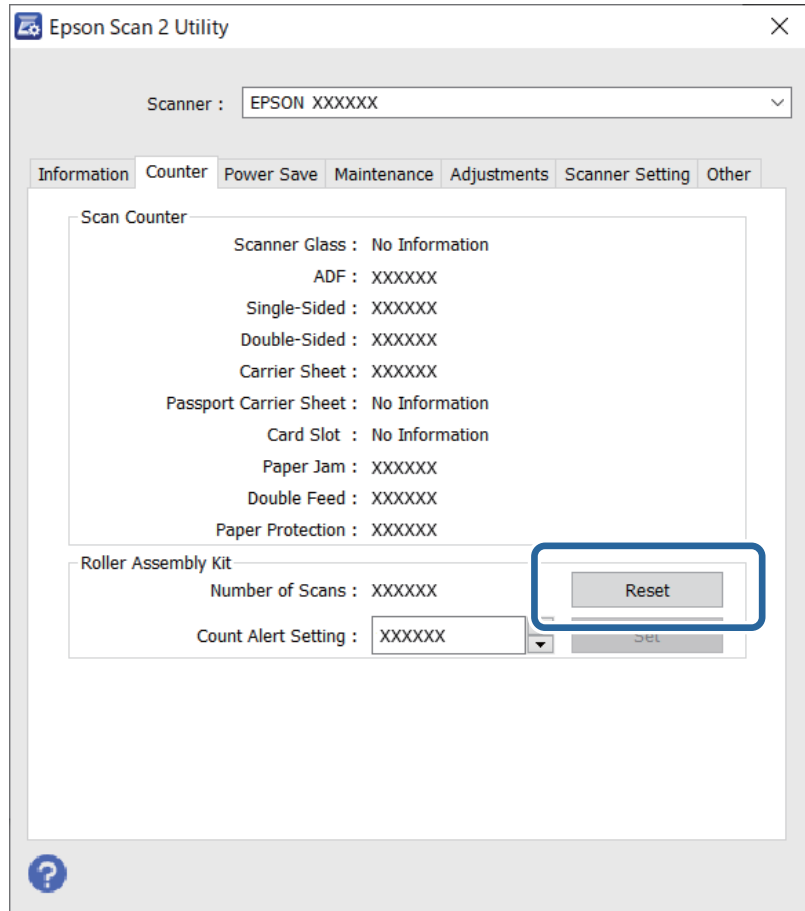 Epson Scan 2 Utility
Scanner : EPSON XXXXXX
Information Counter Power Save Maintenance Adjustments Scanner Setting Other
Scan Counter
Scanner Glass : No Information
ADF : XXXXXX
Single-Sided : XXXXXX
Double-Sided : XXXXXX
Carrier Sheet : XXXXXX
Passport Carrier Sheet : No Information
Card Slot : No Information
Paper Jam : XXXXXX
Double Feed : XXXXXX
Paper Protection : XXXXXX
Roller Assembly Kit
Number of Scans : XXXXXX Reset
Count Alert Setting : XXXXXX Set
?